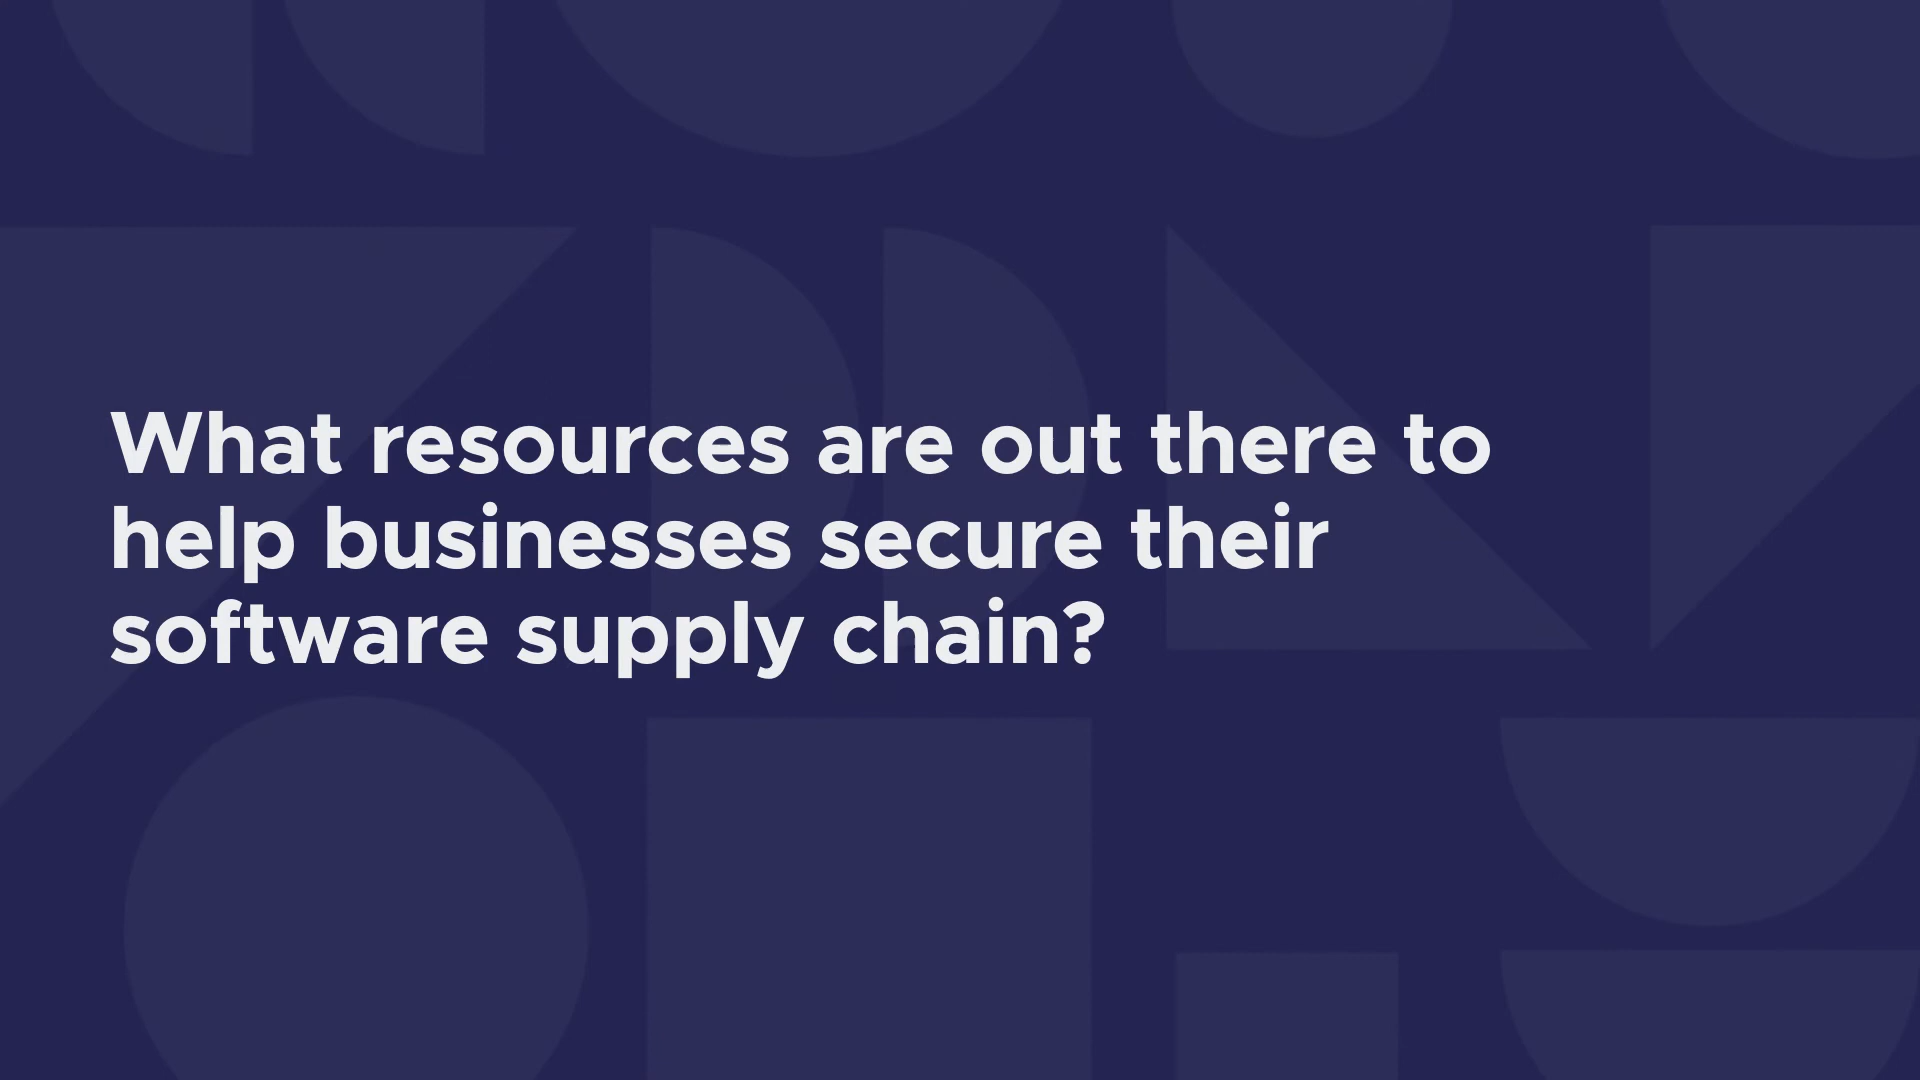 What resources are out there to
help businesses secure their
software supply chain?